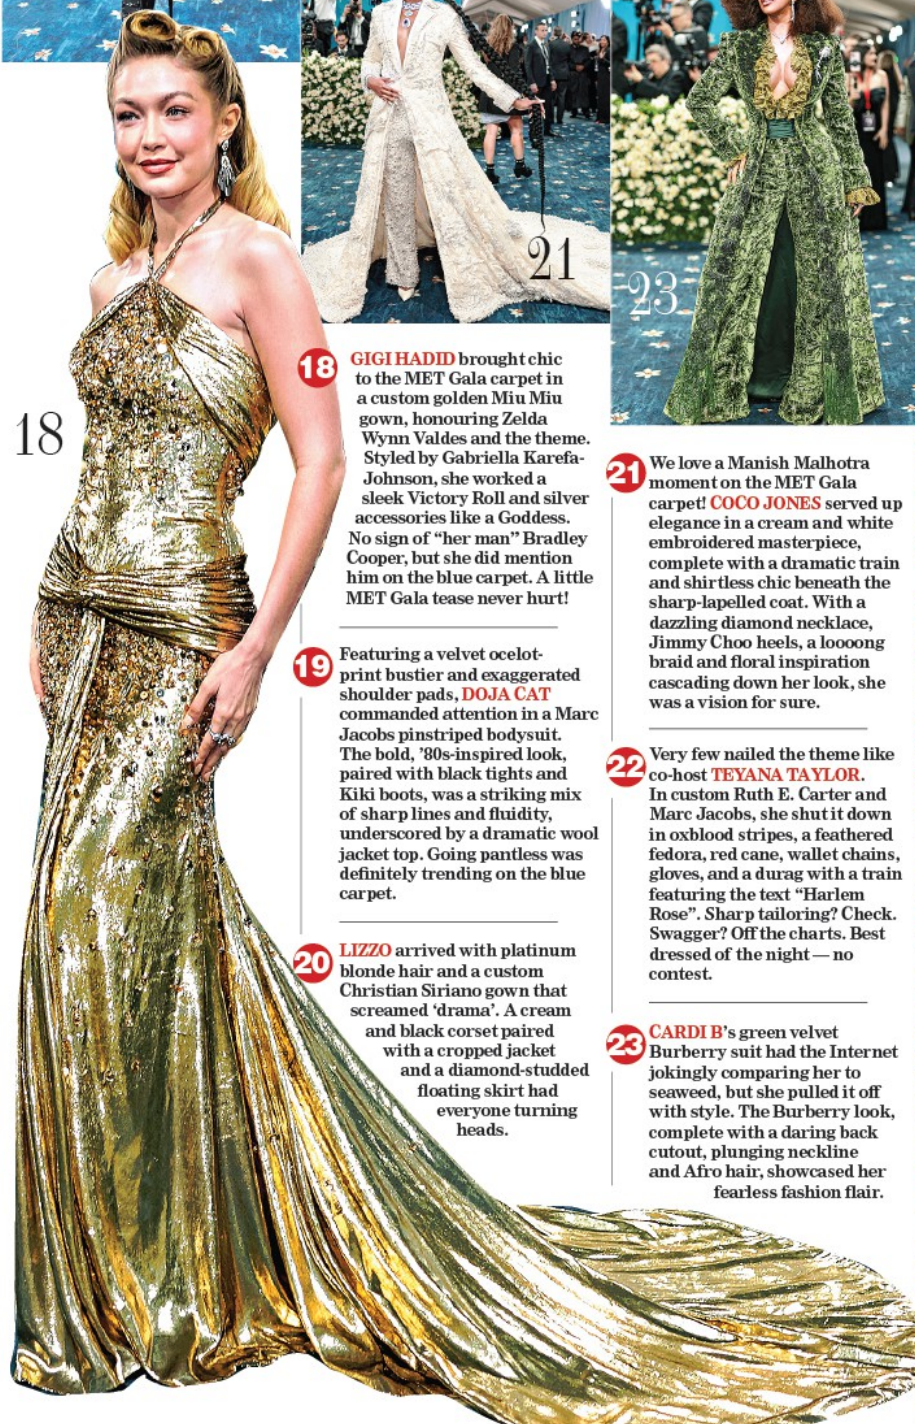 21
23
18
18 GIGI HADID brought chic
to the MET Gala carpet in
a custom golden Miu Miu
gown, honouring Zelda
Wynn Valdes and the theme.
Styled by Gabriella Karefa-
Johnson, she worked a
sleek Victory Roll and silver
accessories like a Goddess.
No sign of “her man” Bradley
Cooper, but she did mention
him on the blue carpet. A little
MET Gala tease never hurt!
19 Featuring a velvet ocelot-
print bustier and exaggerated
shoulder pads, DOJA CAT
commanded attention in a Marc
Jacobs pinstriped bodysuit.
The bold, ’80s-inspired look,
paired with black tights and
Kiki boots, was a striking mix
of sharp lines and fluidity,
underscored by a dramatic wool
jacket top. Going pantless was
definitely trending on the blue
carpet.
20 LIZZO arrived with platinum
blonde hair and a custom
Christian Siriano gown that
screamed ‘drama’. A cream
and black corset paired
with a cropped jacket
and a diamond-studded
floating skirt had
everyone turning
heads.
21 We love a Manish Malhotra
moment on the MET Gala
carpet! COCO JONES served up
elegance in a cream and white
embroidered masterpiece,
complete with a dramatic train
and shirtless chic beneath the
sharp-lapelled coat. With a
dazzling diamond necklace,
Jimmy Choo heels, a loooong
braid and floral inspiration
cascading down her look, she
was a vision for sure.
22 Very few nailed the theme like
co-host TEYANA TAYLOR.
In custom Ruth E. Carter and
Marc Jacobs, she shut it down
in oxblood stripes, a feathered
fedora, red cane, wallet chains,
gloves, and a durag with a train
featuring the text “Harlem
Rose”. Sharp tailoring? Check.
Swagger? Off the charts. Best
dressed of the night — no
contest.
23 CARDI B’s green velvet
Burberry suit had the Internet
jokingly comparing her to
seaweed, but she pulled it off
with style. The Burberry look,
complete with a daring back
cutout, plunging neckline
and Afro hair, showcased her
fearless fashion flair.